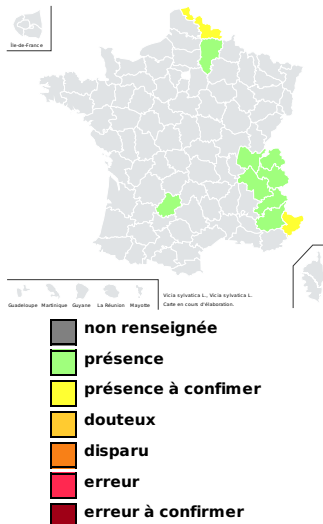 Île-de-France
Guadeloupe Martinique Guyane La Réunion Mayotte
Vicia sylvatica L., Vicia sylvatica L.
Carte en cours d'élaboration.
non renseignée
présence
présence à confimer
douteux
disparu
erreur
erreur à confirmer